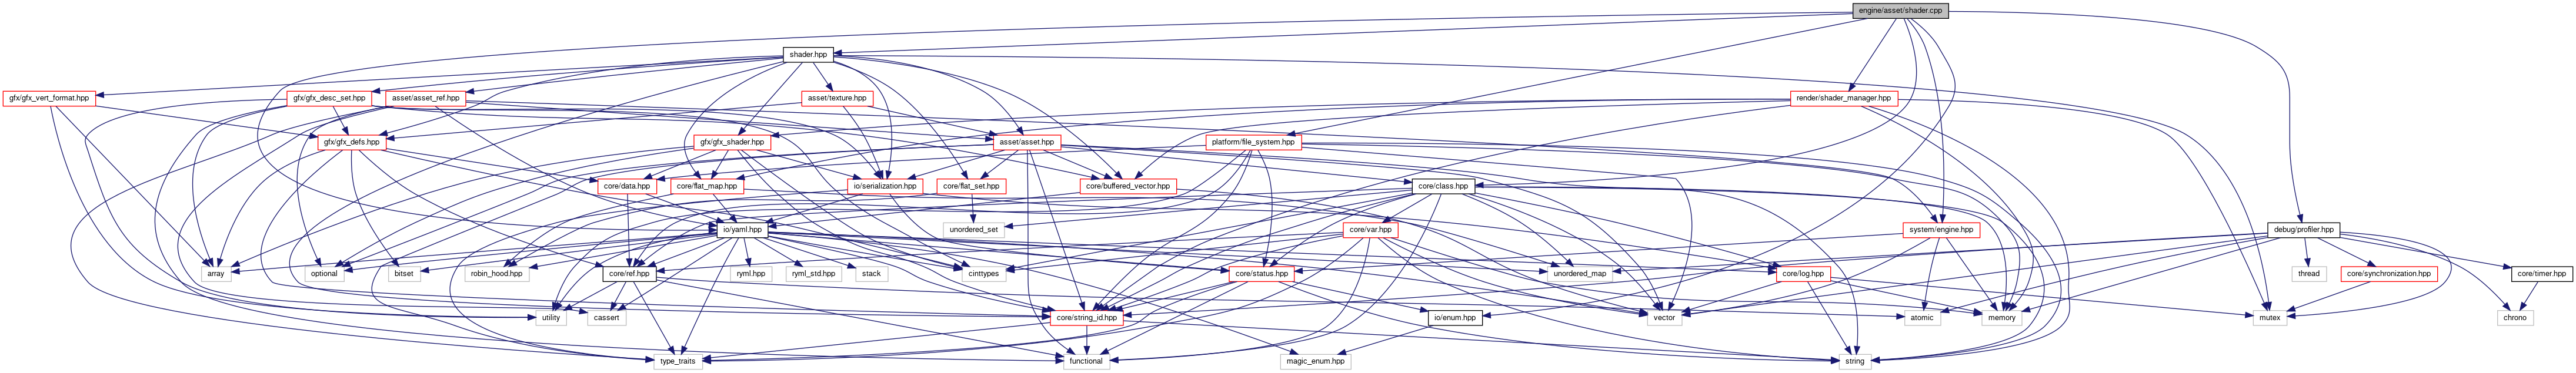 engine/asset/shader.cpp
shader.hpp
gfx/gfx_vert_format.hpp
gfx/gfx_desc_set.hpp
asset/asset_ref.hpp
asset/texture.hpp
render/shader_manager.hpp
gfx/gfx_defs.hpp
gfx/gfx_shader.hpp
asset/asset.hpp
platform/file_system.hpp
core/data.hpp
core/flat_map.hpp
io/serialization.hpp
core/flat_set.hpp
core/buffered_vector.hpp
core/class.hpp
unordered_set
io/yaml.hpp
core/var.hpp
system/engine.hpp
debug/profiler.hpp
array
optional
bitset
robin_hood.hpp
core/ref.hpp
ryml.hpp
ryml_std.hpp
stack
cinttypes
core/status.hpp
unordered_map
core/log.hpp
thread
core/synchronization.hpp
core/timer.hpp
utility
cassert
core/string_id.hpp
io/enum.hpp
vector
atomic
memory
mutex
chrono
type_traits
functional
magic_enum.hpp
string